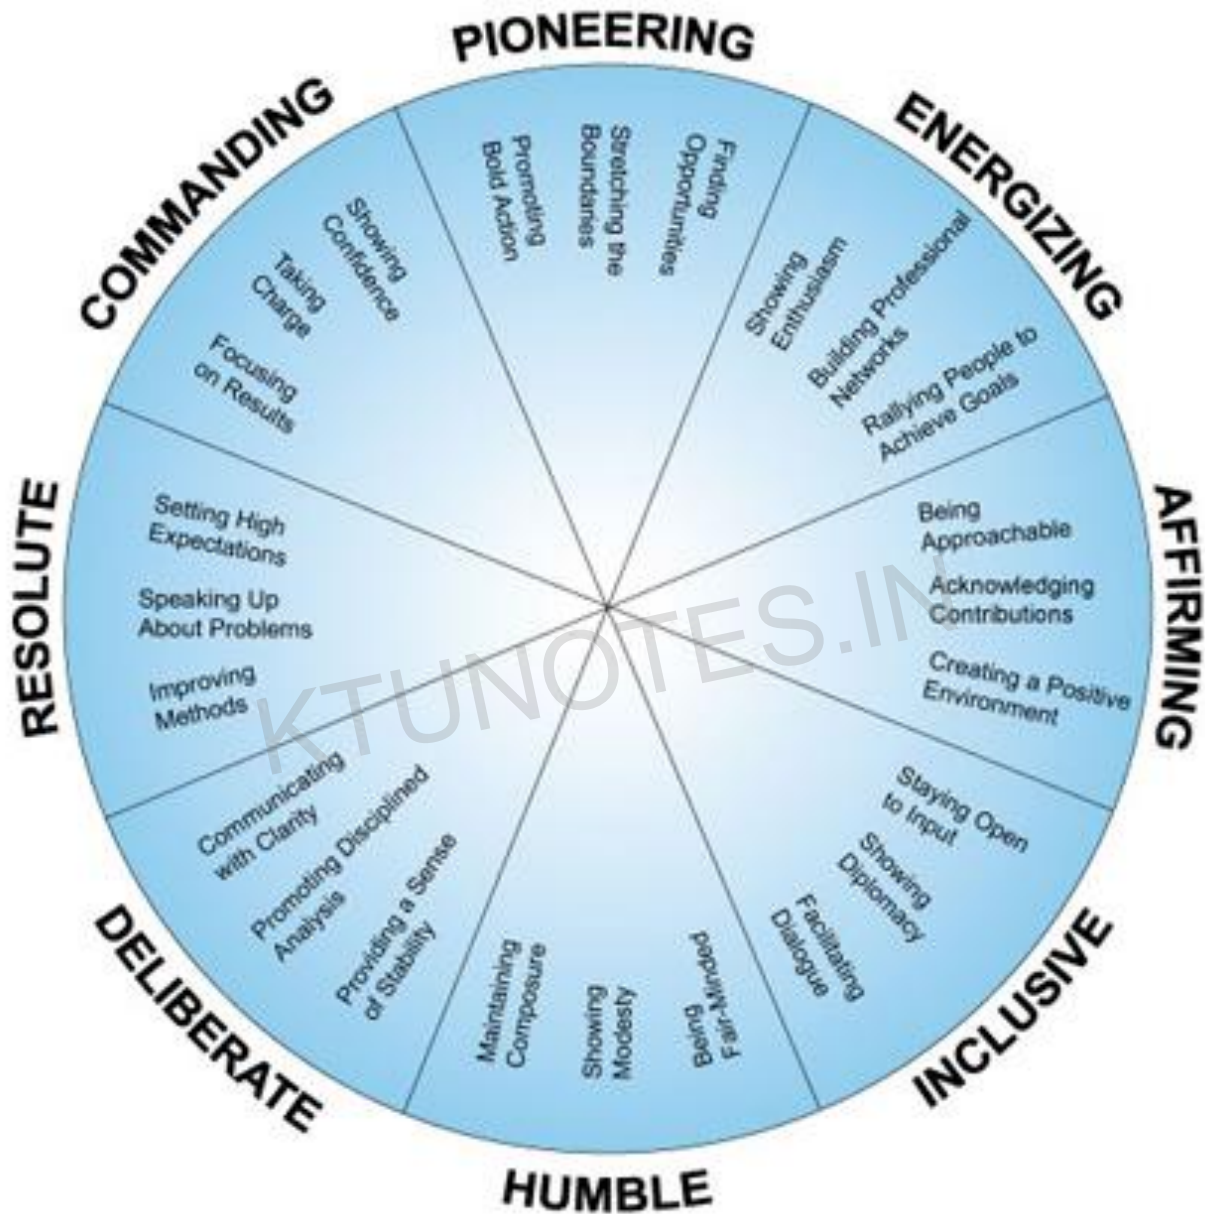 PIONEERING
Promoting
Bold Action
Stretching the
Boundaries
Finding
Opportunities
ENERGIZING
Showing
Enthusiasm
Building Professional
Networks
Rallying People to
Achieve Goals
AFFIRMING
Being
Approachable
Acknowledging
Contributions
Creating a Positive
Environment
INCLUSIVE
Staying Open
to Input
Showing
Diplomacy
Facilitating
Dialogue
HUMBLE
Being
Fair-Minded
Showing
Modesty
Maintaining
Composure
DELIBERATE
Providing a Sense
of Stability
Promoting Disciplined
Analysis
Communicating
with Clarity
RESOLUTE
Improving
Methods
Speaking Up
About Problems
Setting High
Expectations
COMMANDING
Focusing
on Results
Taking
Charge
Showing
Confidence
KTUNOTES.IN